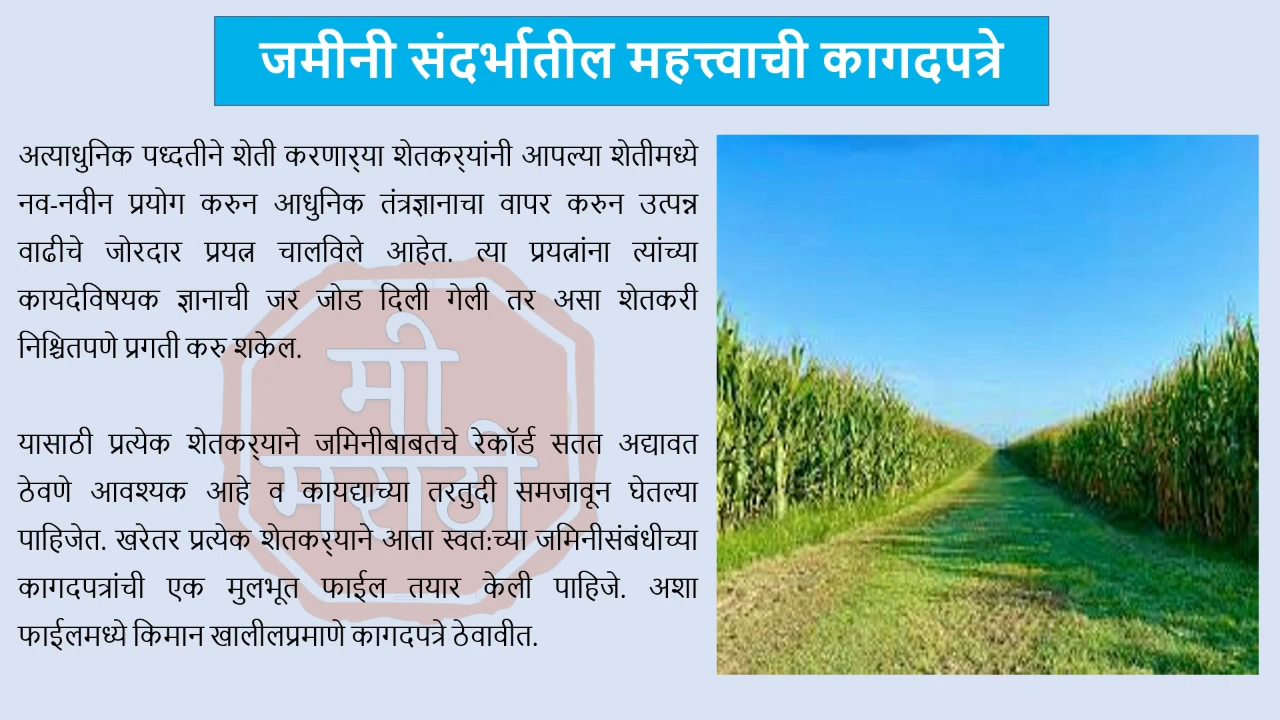 जमीनी संदर्भातील महत्त्वाची कागदपत्रे
अत्याधुनिक पध्दतीने शेती करणाऱ्या शेतकऱ्यांनी आपल्या शेतीमध्ये
नव-नवीन प्रयोग करुन आधुनिक तंत्रज्ञानाचा वापर करुन उत्पन्न
वाढीचे जोरदार प्रयत्न चालविले आहेत. त्या प्रयत्नांना त्यांच्या
कायदेविषयक ज्ञानाची जर जोड दिली गेली तर असा शेतकरी
निश्चितपणे प्रगती करु शकेल.
यासाठी प्रत्येक शेतकऱ्याने जमिनीबाबतचे रेकॉर्ड सतत अद्यावत
ठेवणे आवश्यक आहे व कायद्याच्या तरतुदी समजावून घेतल्या
पाहिजेत. खरेतर प्रत्येक शेतकऱ्याने आता स्वत:च्या जमिनीसंबंधीच्या
कागदपत्रांची एक मुलभूत फाईल तयार केली पाहिजे. अशा
फाईलमध्ये किमान खालीलप्रमाणे कागदपत्रे ठेवावीत.
मी
मराठी